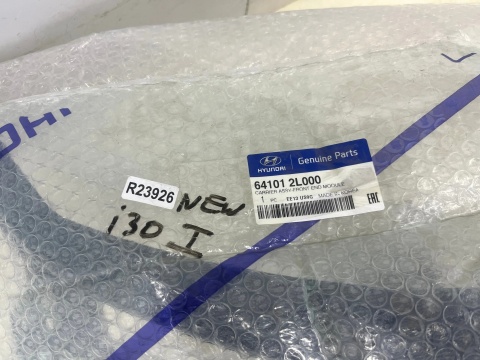 HYUNDAI
Genuine Parts
64101 2L000
CARRIER ASSY-FRONT END MODULE
1 PC
MADE IN KOREA
EAC
R23926
NEW
i30 I